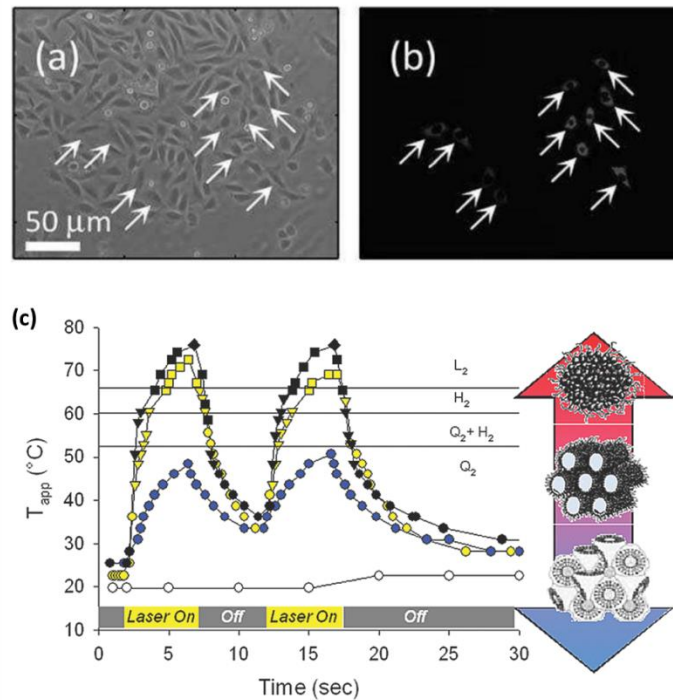 (a)
(b)
50 μm
(c)
80
70
60
50
40
30
20
10
T_app (°C)
L₂
H₂
Q₂+ H₂
Q₂
Laser On
Off
Laser On
Off
0
5
10
15
20
25
30
Time (sec)